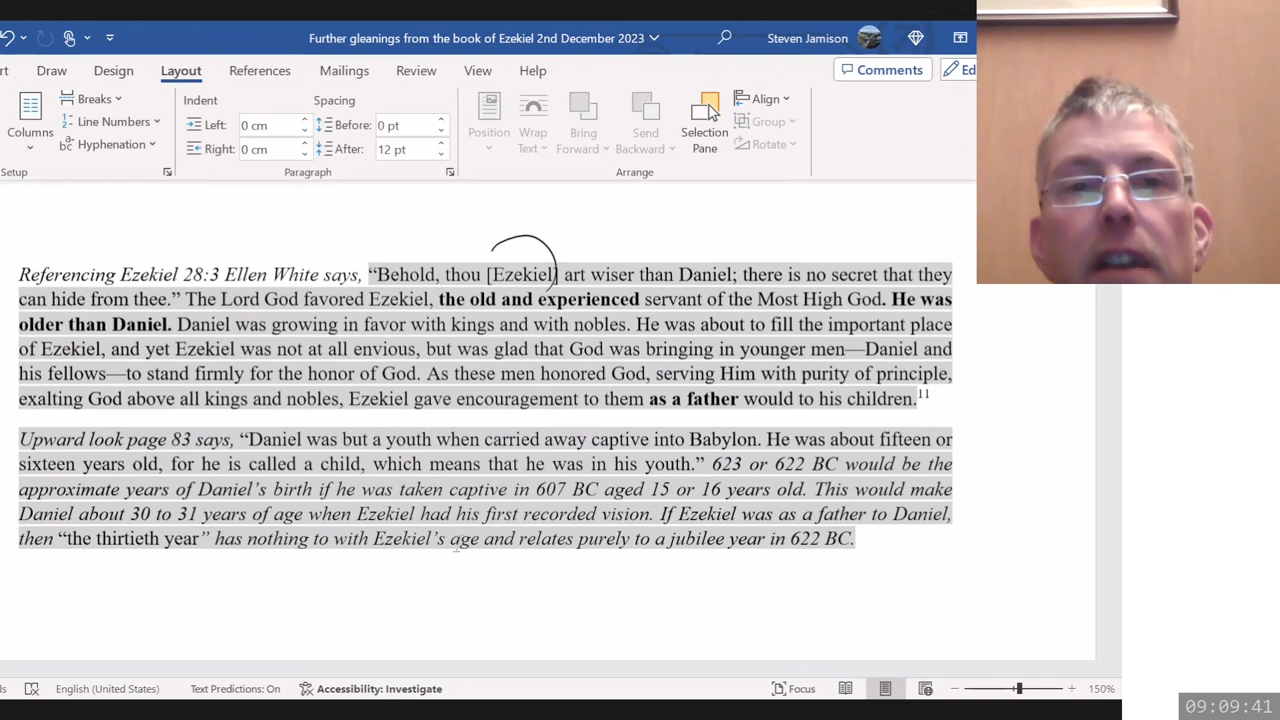 Further gleanings from the book of Ezekiel 2nd December 2023
Steven Jamison
rt Draw Design Layout References Mailings Review View Help
Comments Ed
Columns
Breaks
Line Numbers
Hyphenation
Setup
Indent
Left: 0 cm
Right: 0 cm
Spacing
Before: 0 pt
After: 12 pt
Paragraph
Position
Wrap Text
Bring Forward
Send Backward
Selection Pane
Align
Group
Rotate
Arrange
Referencing Ezekiel 28:3 Ellen White says, “Behold, thou [Ezekiel] art wiser than Daniel; there is no secret that they
can hide from thee.” The Lord God favored Ezekiel, the old and experienced servant of the Most High God. He was
older than Daniel. Daniel was growing in favor with kings and with nobles. He was about to fill the important place
of Ezekiel, and yet Ezekiel was not at all envious, but was glad that God was bringing in younger men—Daniel and
his fellows—to stand firmly for the honor of God. As these men honored God, serving Him with purity of principle,
exalting God above all kings and nobles, Ezekiel gave encouragement to them as a father would to his children.11
Upward look page 83 says, “Daniel was but a youth when carried away captive into Babylon. He was about fifteen or
sixteen years old, for he is called a child, which means that he was in his youth.” 623 or 622 BC would be the
approximate years of Daniel’s birth if he was taken captive in 607 BC aged 15 or 16 years old. This would make
Daniel about 30 to 31 years of age when Ezekiel had his first recorded vision. If Ezekiel was as a father to Daniel,
then “the thirtieth year” has nothing to with Ezekiel’s age and relates purely to a jubilee year in 622 BC.
ds English (United States) Text Predictions: On Accessibility: Investigate Focus 150%
09:09:41